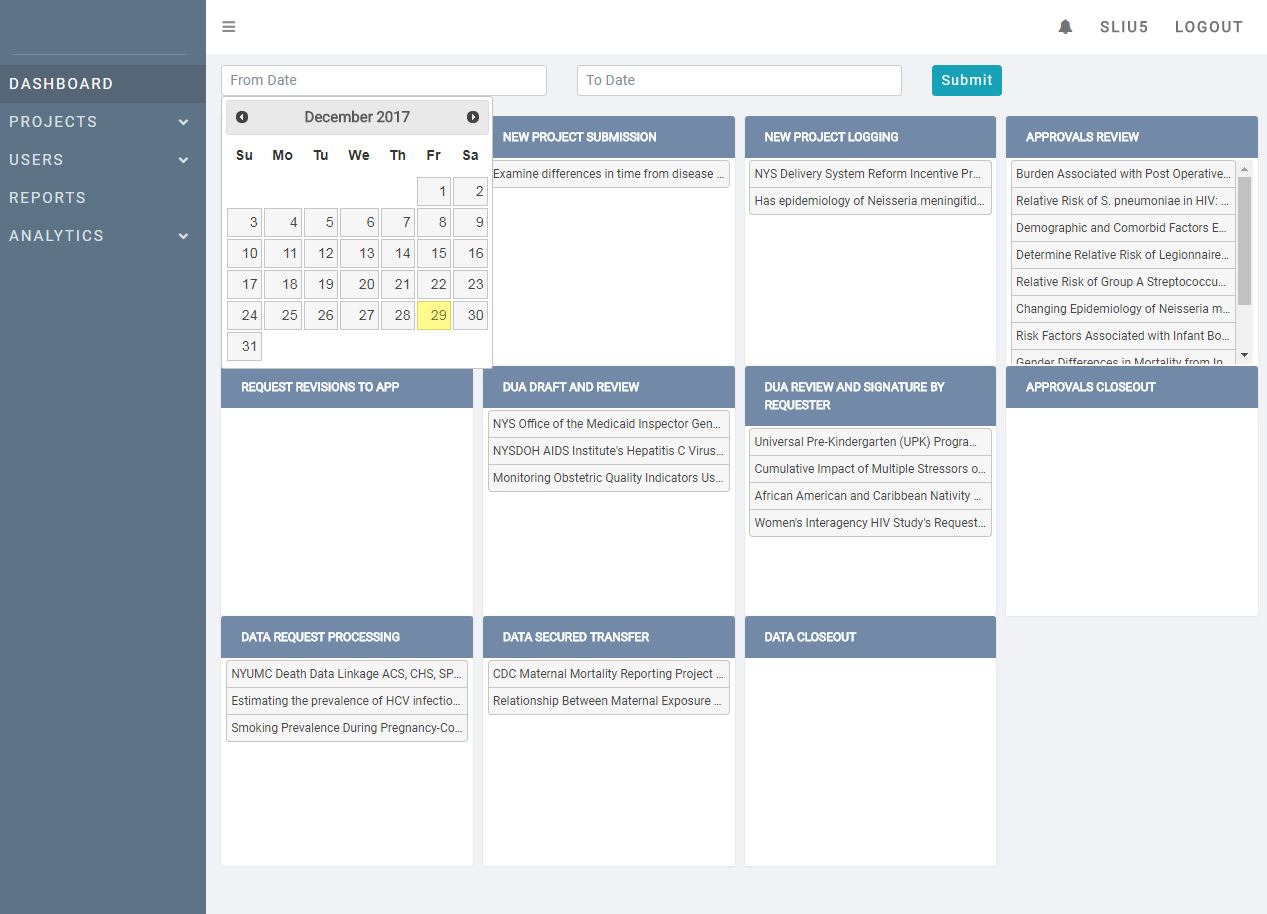 SLIU5 LOGOUT
DASHBOARD
PROJECTS
USERS
REPORTS
ANALYTICS
From Date
To Date
Submit
December 2017
Su Mo Tu We Th Fr Sa
1 2
3 4 5 6 7 8 9
10 11 12 13 14 15 16
17 18 19 20 21 22 23
24 25 26 27 28 29 30
31
NEW PROJECT SUBMISSION
Examine differences in time from disease ...
NEW PROJECT LOGGING
NYS Delivery System Reform Incentive Pr...
Has epidemiology of Neisseria meningitid...
APPROVALS REVIEW
Burden Associated with Post Operative...
Relative Risk of S. pneumoniae in HIV: ...
Demographic and Comorbid Factors E...
Determine Relative Risk of Legionnaire...
Relative Risk of Group A Streptococcu...
Changing Epidemiology of Neisseria m...
Risk Factors Associated with Infant Bo...
Gender Differences in Mortality from In...
REQUEST REVISIONS TO APP
DUA DRAFT AND REVIEW
NYS Office of the Medicaid Inspector Gen...
NYSDOH AIDS Institute's Hepatitis C Virus...
Monitoring Obstetric Quality Indicators Us...
DUA REVIEW AND SIGNATURE BY
REQUESTER
Universal Pre-Kindergarten (UPK) Progra...
Cumulative Impact of Multiple Stressors o...
African American and Caribbean Nativity ...
Women's Interagency HIV Study's Request...
APPROVALS CLOSEOUT
DATA REQUEST PROCESSING
NYUMC Death Data Linkage ACS, CHS, SP...
Estimating the prevalence of HCV infectio...
Smoking Prevalence During Pregnancy-Co...
DATA SECURED TRANSFER
CDC Maternal Mortality Reporting Project ...
Relationship Between Maternal Exposure ...
DATA CLOSEOUT